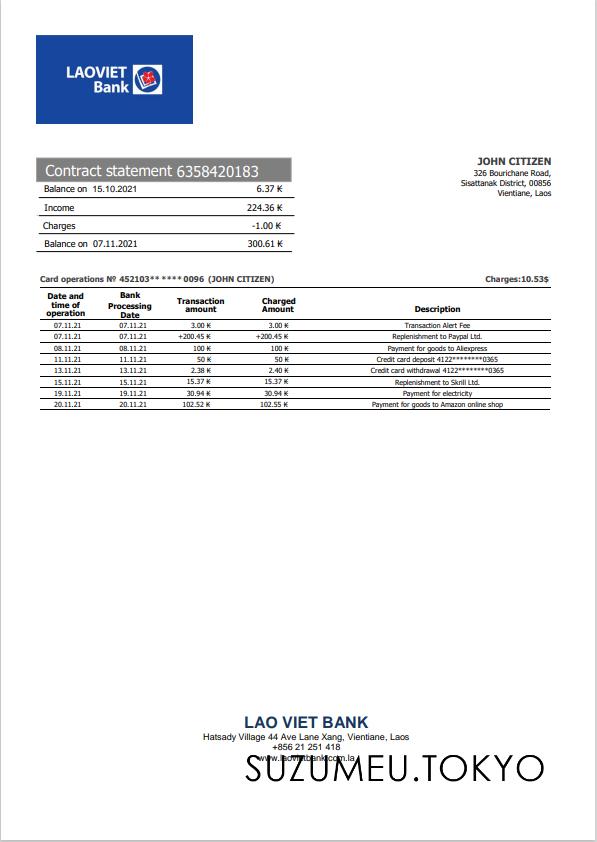 LAOVIET
Bank
Contract statement 6358420183
Balance on 15.10.2021 6.37 ₭
Income 224.36 ₭
Charges -1.00 ₭
Balance on 07.11.2021 300.61 ₭
JOHN CITIZEN
326 Bourichane Road,
Sisattanak District, 00856
Vientiane, Laos
Card operations № 452103** ****0096 (JOHN CITIZEN) Charges:10.53$
Date and time of operation Bank Processing Date Transaction amount Charged Amount Description
07.11.21 07.11.21 3.00 ₭ 3.00 ₭ Transaction Alert Fee
07.11.21 07.11.21 +200.45 ₭ +200.45 ₭ Replenishment to Paypal Ltd.
08.11.21 08.11.21 100 ₭ 100 ₭ Payment for goods to Aliexpress
11.11.21 11.11.21 50 ₭ 50 ₭ Credit card deposit 4122********0365
13.11.21 13.11.21 2.38 ₭ 2.40 ₭ Credit card withdrawal 4122********0365
15.11.21 15.11.21 15.37 ₭ 15.37 ₭ Replenishment to Skrill Ltd.
19.11.21 19.11.21 30.94 ₭ 30.94 ₭ Payment for electricity
20.11.21 20.11.21 102.52 ₭ 102.55 ₭ Payment for goods to Amazon online shop
LAO VIET BANK
Hatsady Village 44 Ave Lane Xang, Vientiane, Laos
+856 21 251 418
www.laovietbank.com.la
SUZUMEU.TOKYO